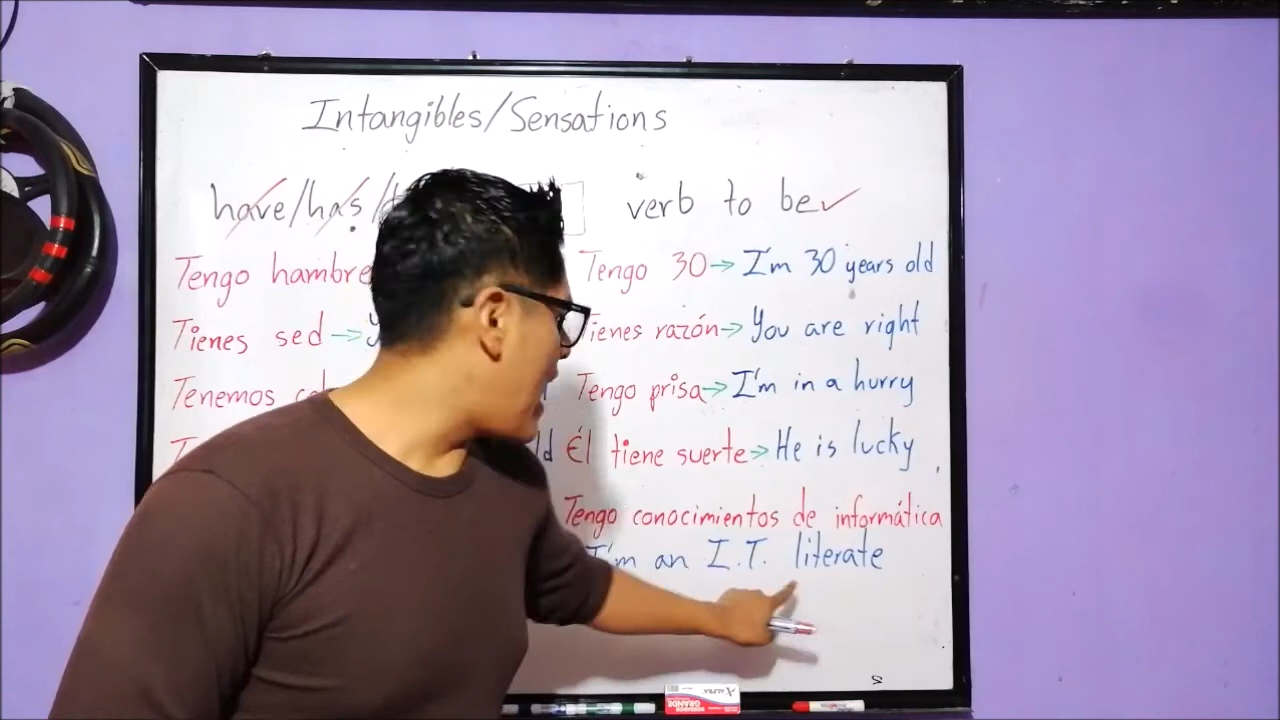 Intangibles/Sensations
have/has/ verb to be✓
Tengo hambre Tengo 30→ I'm 30 years old
Tienes sed→ Tienes razón→ You are right
Tenemos Tengo prisa→ I'm in a hurry
Él tiene suerte→ He is lucky
Tengo conocimientos de informática
I'm an I.T. literate
ALPHA
GRANDE